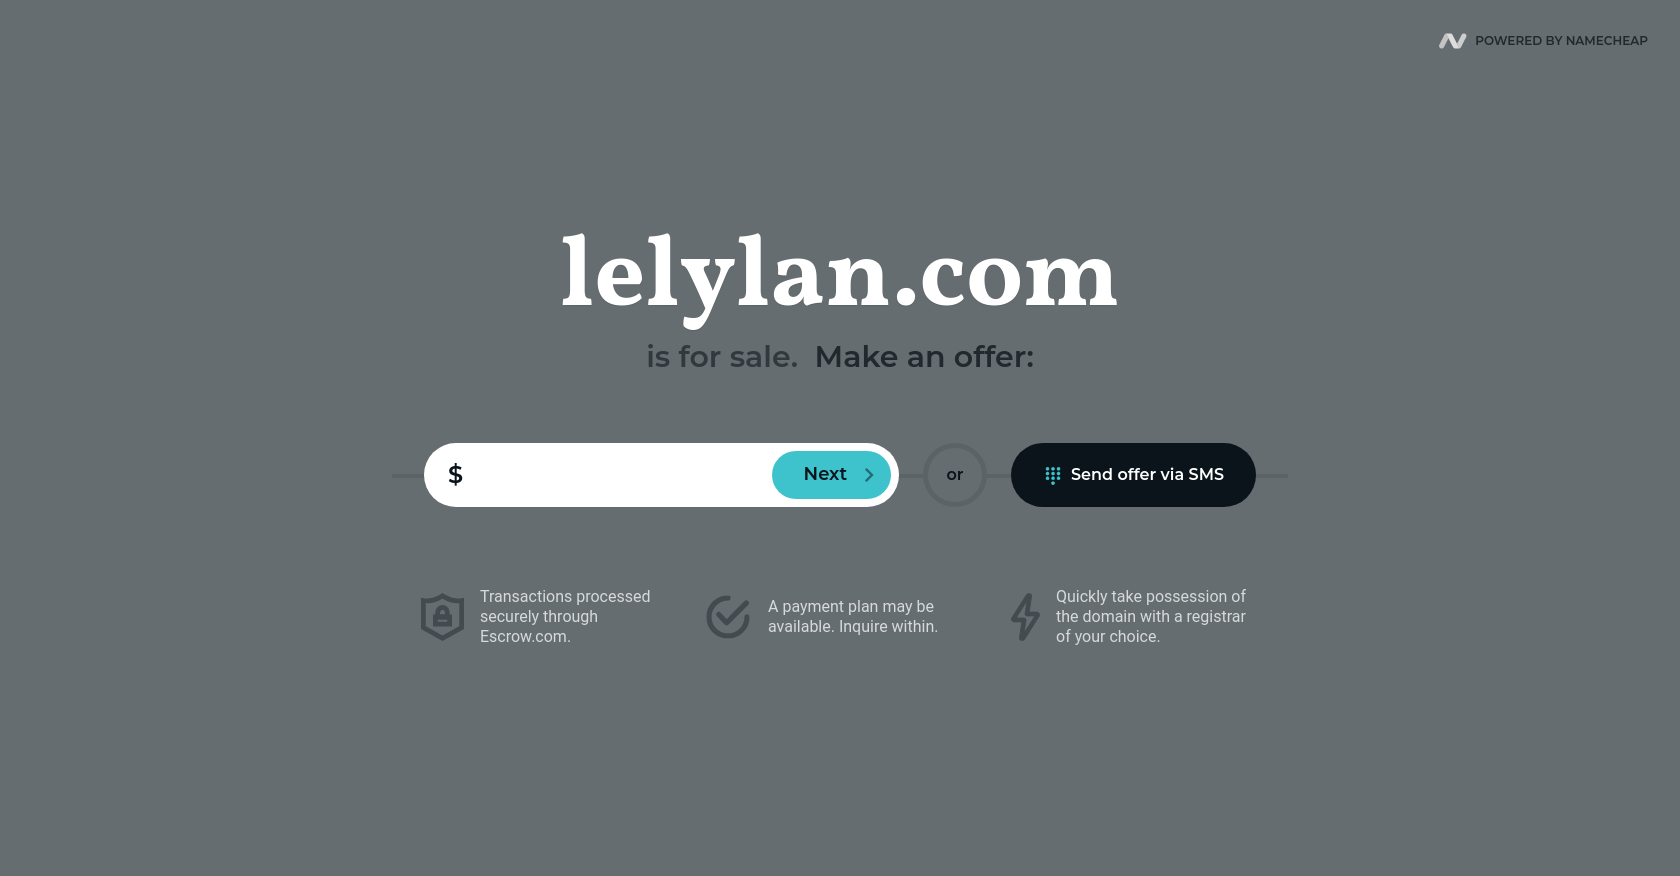 POWERED BY NAMECHEAP
lelylan.com
is for sale. Make an offer:
$ Next or Send offer via SMS
Transactions processed
securely through
Escrow.com.
A payment plan may be
available. Inquire within.
Quickly take possession of
the domain with a registrar
of your choice.